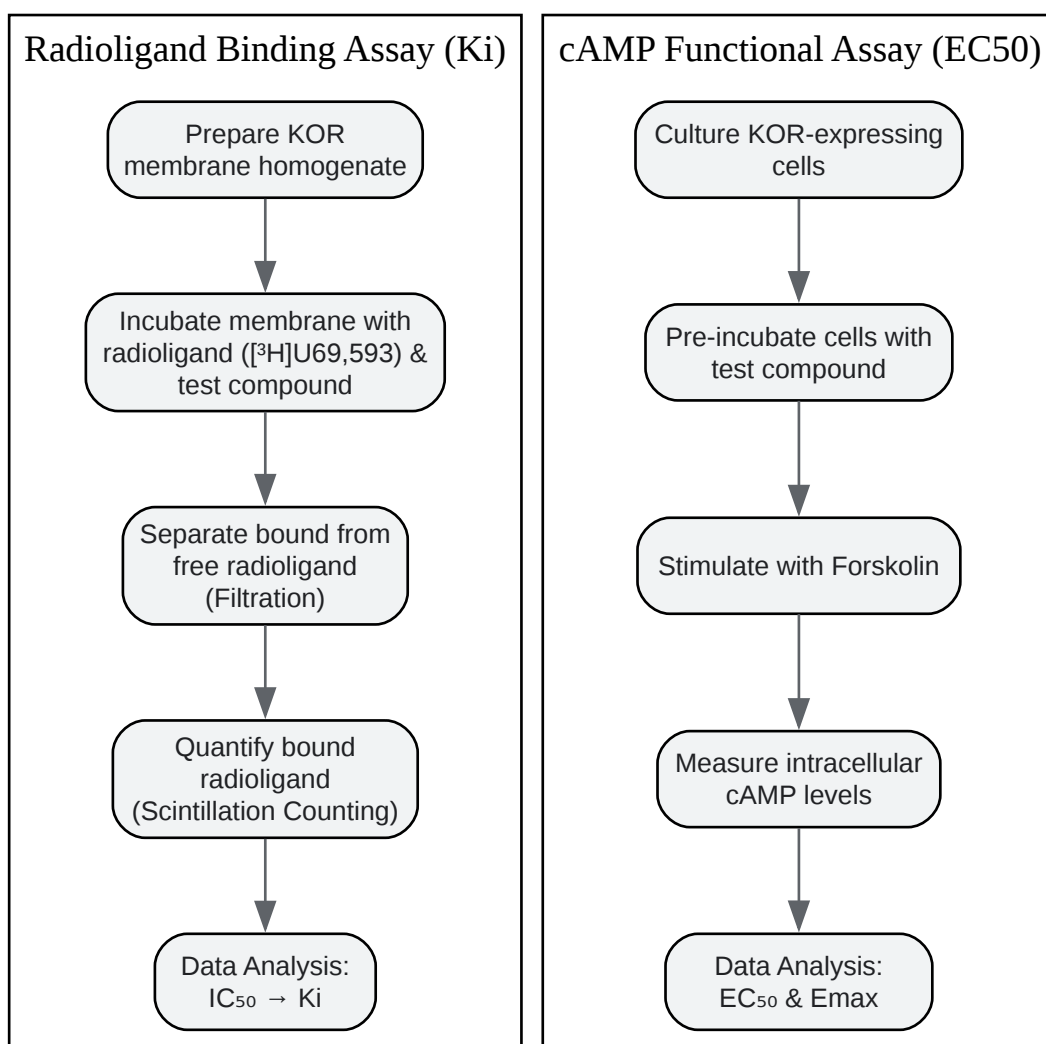 Radioligand Binding Assay (Ki)
Prepare KOR
membrane homogenate
Incubate membrane with
radioligand ([³H]U69,593) &
test compound
Separate bound from
free radioligand
(Filtration)
Quantify bound
radioligand
(Scintillation Counting)
Data Analysis:
IC₅₀ → Ki
cAMP Functional Assay (EC50)
Culture KOR-expressing
cells
Pre-incubate cells with
test compound
Stimulate with Forskolin
Measure intracellular
cAMP levels
Data Analysis:
EC₅₀ & Emax